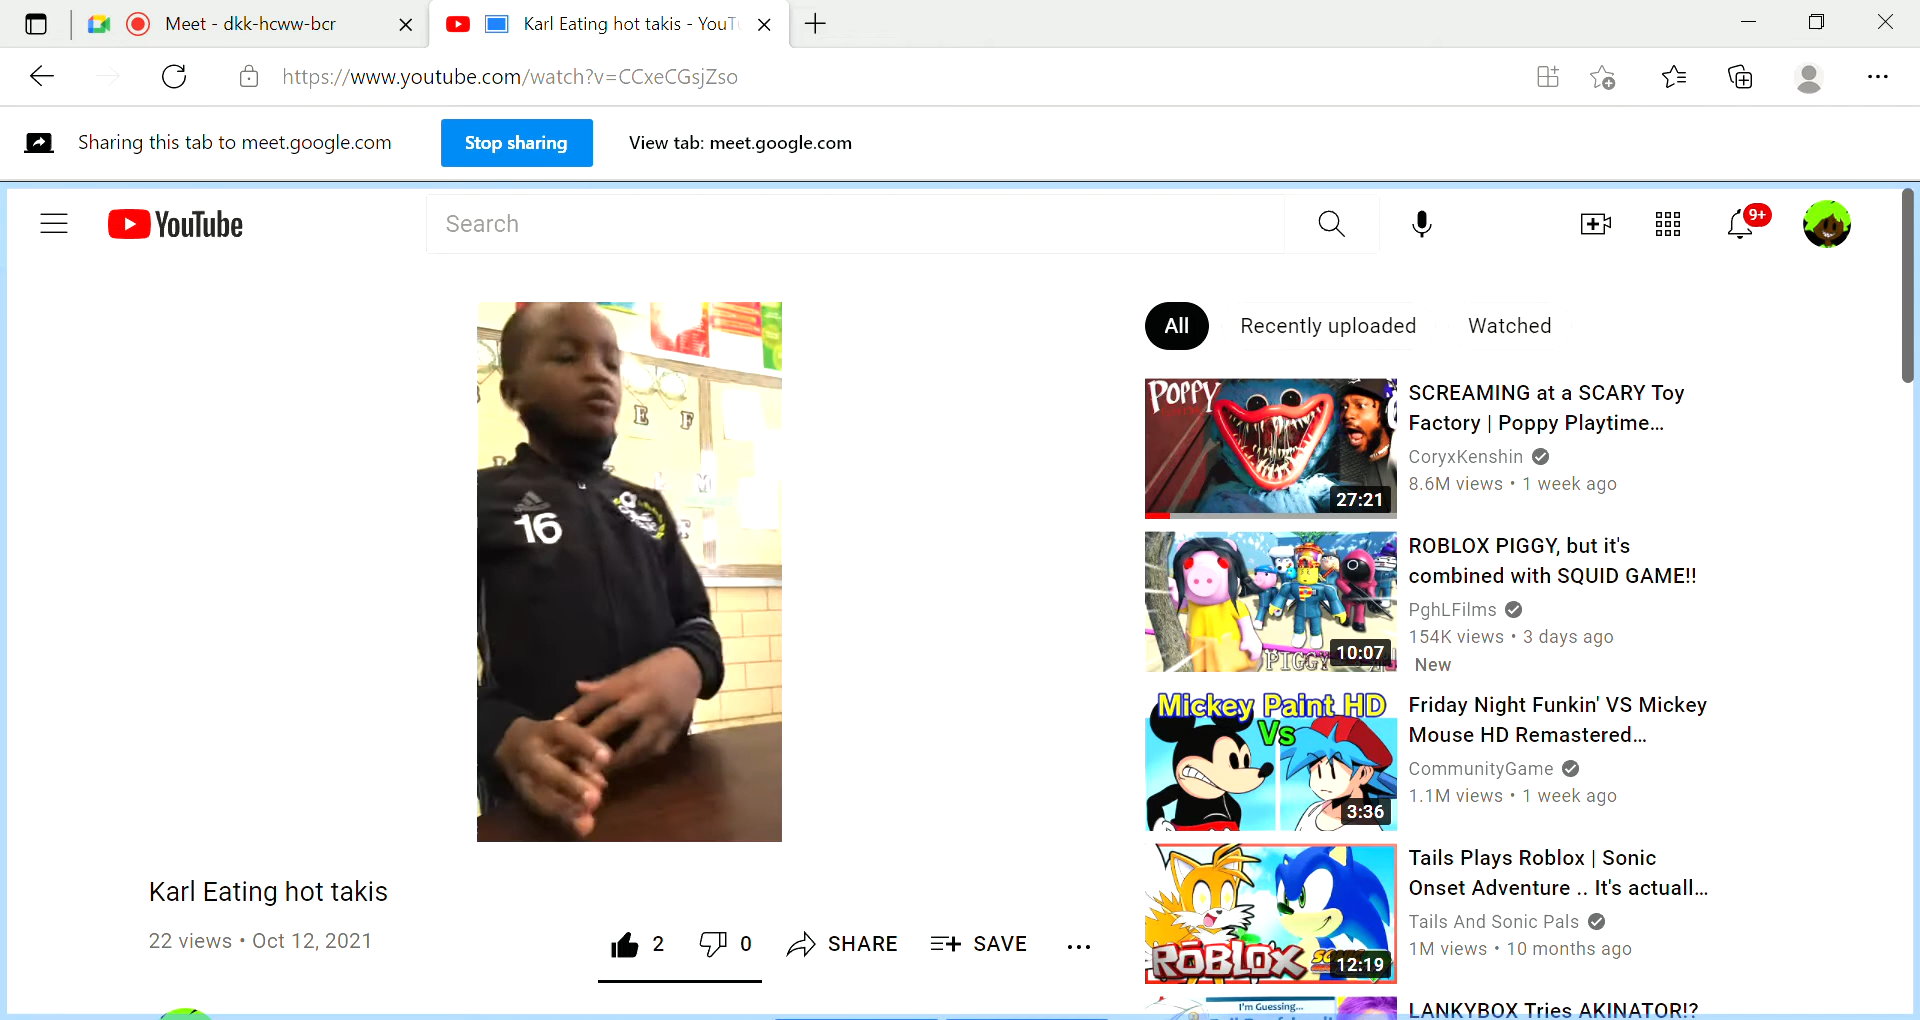 Meet - dkk-hcww-bcr
Karl Eating hot takis - YouT
https://www.youtube.com/watch?v=CCxeCGsjZso
Sharing this tab to meet.google.com
Stop sharing
View tab: meet.google.com
YouTube
Search
9+
E F
M
16
Karl Eating hot takis
22 views • Oct 12, 2021
2
0
SHARE
SAVE
All
Recently uploaded
Watched
POPPY
27:21
SCREAMING at a SCARY Toy
Factory | Poppy Playtime...
CoryxKenshin
8.6M views • 1 week ago
PIGGY
10:07
ROBLOX PIGGY, but it's
combined with SQUID GAME!!
PghLFilms
154K views • 3 days ago
New
Mickey Paint HD
Vs
3:36
Friday Night Funkin' VS Mickey
Mouse HD Remastered...
CommunityGame
1.1M views • 1 week ago
ROBLOX
12:19
Tails Plays Roblox | Sonic
Onset Adventure .. It's actuall...
Tails And Sonic Pals
1M views • 10 months ago
I'm Guessing...
LANKYBOX Tries AKINATOR!?